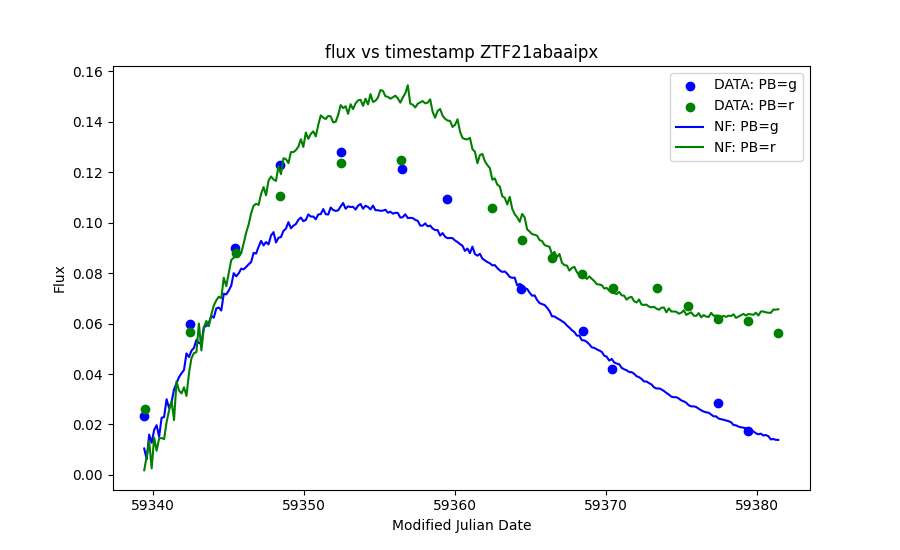 flux vs timestamp ZTF21abaaipx
0.16
0.14
0.12
0.10
0.08
0.06
0.04
0.02
0.00
Flux
DATA: PB=g
DATA: PB=r
NF: PB=g
NF: PB=r
59340
59350
59360
59370
59380
Modified Julian Date